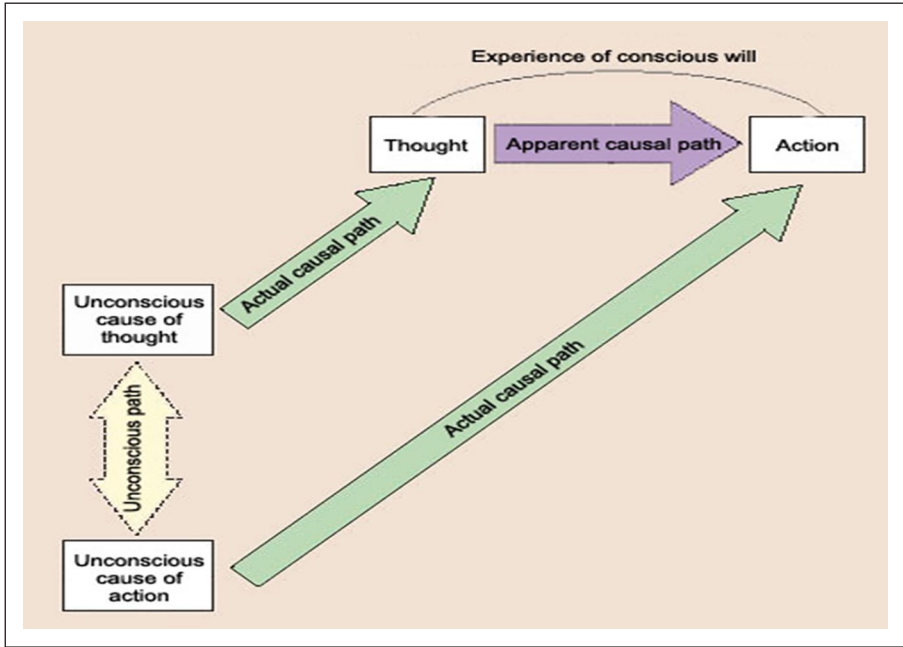 Experience of conscious will
Thought
Apparent causal path
Action
Actual causal path
Unconscious
cause of
thought
Actual causal path
Unconscious path
Unconscious
cause of
action